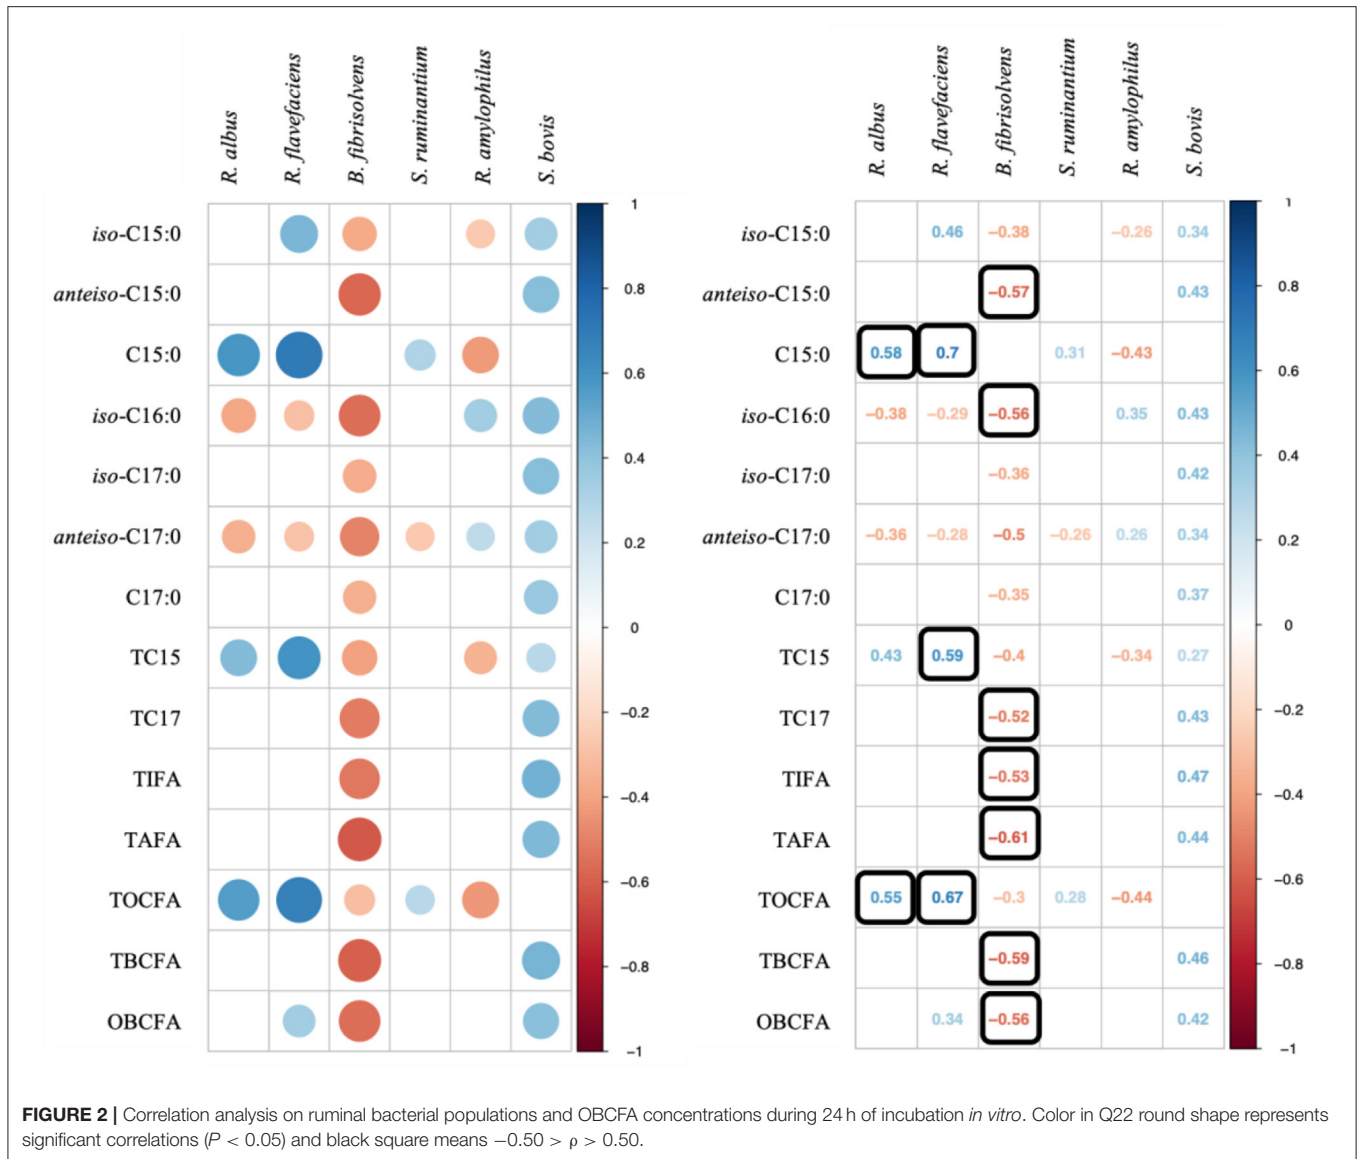 R. albus
R. flavefaciens
B. fibrisolvens
S. ruminantium
R. amylophilus
S. bovis
iso-C15:0
anteiso-C15:0
C15:0
iso-C16:0
iso-C17:0
anteiso-C17:0
C17:0
TC15
TC17
TIFA
TAFA
TOCFA
TBCFA
OBCFA
1
0.8
0.6
0.4
0.2
0
−0.2
−0.4
−0.6
−0.8
−1
R. albus
R. flavefaciens
B. fibrisolvens
S. ruminantium
R. amylophilus
S. bovis
iso-C15:0 0.46 −0.38 −0.26 0.34
anteiso-C15:0 −0.57 0.43
C15:0 0.58 0.7 0.31 −0.43
iso-C16:0 −0.38 −0.29 −0.56 0.35 0.43
iso-C17:0 −0.36 0.42
anteiso-C17:0 −0.36 −0.28 −0.5 −0.26 0.26 0.34
C17:0 −0.35 0.37
TC15 0.43 0.59 −0.4 −0.34 0.27
TC17 −0.52 0.43
TIFA −0.53 0.47
TAFA −0.61 0.44
TOCFA 0.55 0.67 −0.3 0.28 −0.44
TBCFA −0.59 0.46
OBCFA 0.34 −0.56 0.42
1
0.8
0.6
0.4
0.2
0
−0.2
−0.4
−0.6
−0.8
−1
FIGURE 2 | Correlation analysis on ruminal bacterial populations and OBCFA concentrations during 24 h of incubation in vitro. Color in Q22 round shape represents
significant correlations (P < 0.05) and black square means −0.50 > ρ > 0.50.